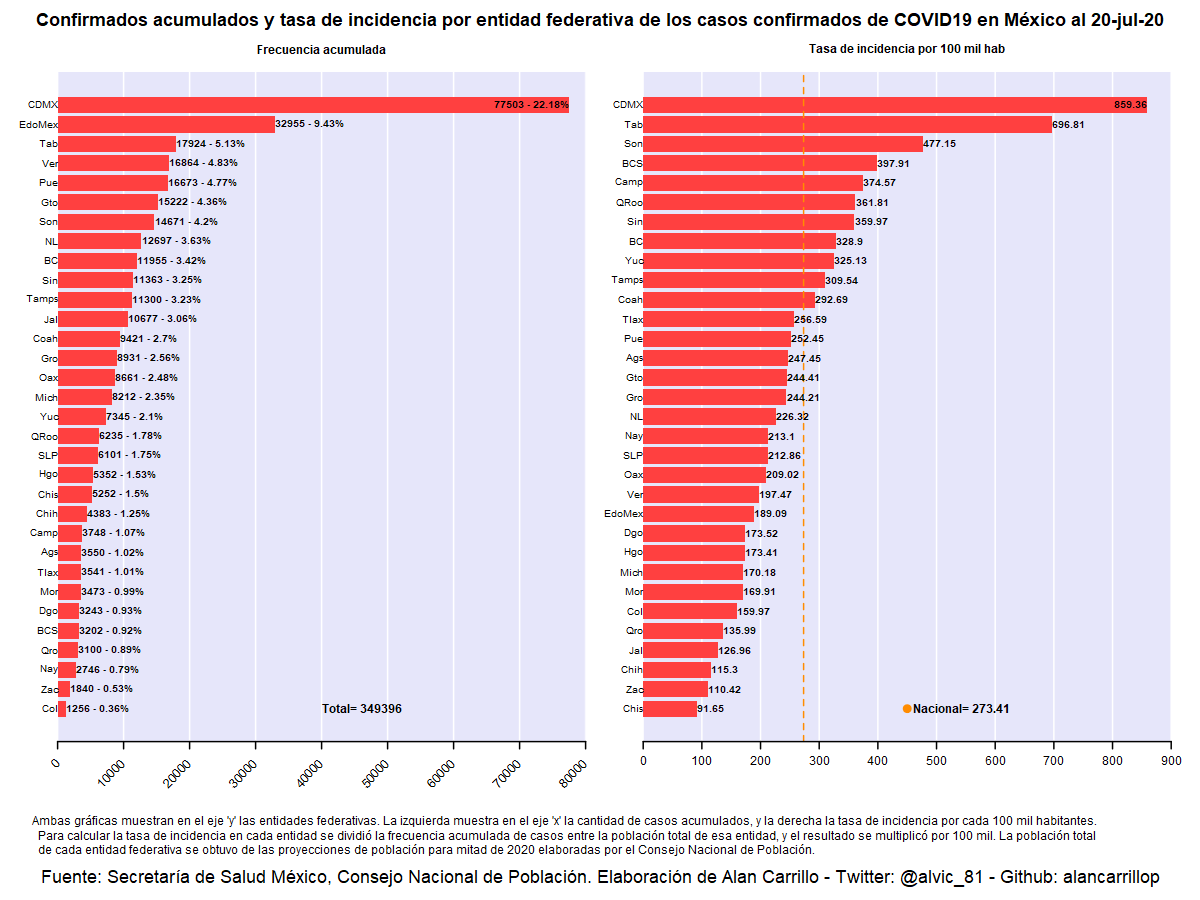 Confirmados acumulados y tasa de incidencia por entidad federativa de los casos confirmados de COVID19 en México al 20-jul-20
Frecuencia acumulada
CDMX 77503 - 22.18%
EdoMex 32955 - 9.43%
Tab 17924 - 5.13%
Ver 16864 - 4.83%
Pue 16673 - 4.77%
Gto 15222 - 4.36%
Son 14671 - 4.2%
NL 12697 - 3.63%
BC 11955 - 3.42%
Sin 11363 - 3.25%
Tamps 11300 - 3.23%
Jal 10677 - 3.06%
Coah 9421 - 2.7%
Gro 8931 - 2.56%
Oax 8661 - 2.48%
Mich 8212 - 2.35%
Yuc 7345 - 2.1%
QRoo 6235 - 1.78%
SLP 6101 - 1.75%
Hgo 5352 - 1.53%
Chis 5252 - 1.5%
Chih 4383 - 1.25%
Camp 3748 - 1.07%
Ags 3550 - 1.02%
Tlax 3541 - 1.01%
Mor 3473 - 0.99%
Dgo 3243 - 0.93%
BCS 3202 - 0.92%
Qro 3100 - 0.89%
Nay 2746 - 0.79%
Zac 1840 - 0.53%
Col 1256 - 0.36% Total= 349396
0 10000 20000 30000 40000 50000 60000 70000 80000
Tasa de incidencia por 100 mil hab
CDMX 859.36
Tab 696.81
Son 477.15
BCS 397.91
Camp 374.57
QRoo 361.81
Sin 359.97
BC 328.9
Yuc 325.13
Tamps 309.54
Coah 292.69
Tlax 256.59
Pue 252.45
Ags 247.45
Gto 244.41
Gro 244.21
NL 226.32
Nay 213.1
SLP 212.86
Oax 209.02
Ver 197.47
EdoMex 189.09
Dgo 173.52
Hgo 173.41
Mich 170.18
Mor 169.91
Col 159.97
Qro 135.99
Jal 126.96
Chih 115.3
Zac 110.42
Chis 91.65 Nacional= 273.41
0 100 200 300 400 500 600 700 800 900
Ambas gráficas muestran en el eje 'y' las entidades federativas. La izquierda muestra en el eje 'x' la cantidad de casos acumulados, y la derecha la tasa de incidencia por cada 100 mil habitantes.
Para calcular la tasa de incidencia en cada entidad se dividió la frecuencia acumulada de casos entre la población total de esa entidad, y el resultado se multiplicó por 100 mil. La población total
de cada entidad federativa se obtuvo de las proyecciones de población para mitad de 2020 elaboradas por el Consejo Nacional de Población.
Fuente: Secretaría de Salud México, Consejo Nacional de Población. Elaboración de Alan Carrillo - Twitter: @alvic_81 - Github: alancarrillop